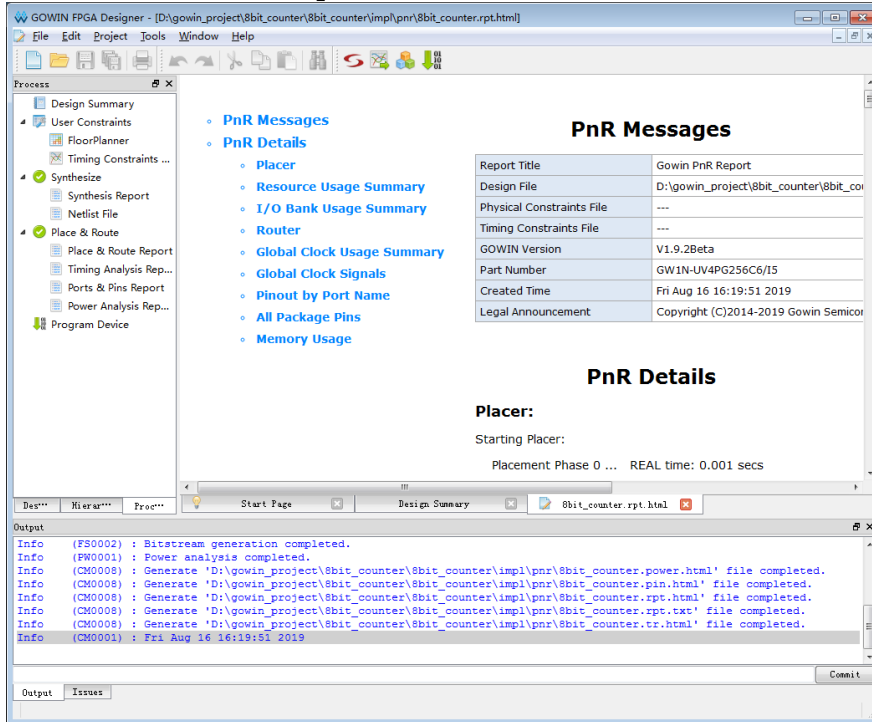 GOWIN FPGA Designer - [D:\gowin_project\8bit_counter\8bit_counter\impl\pnr\8bit_counter.rpt.html]
File Edit Project Tools Window Help
Process
Design Summary
User Constraints
FloorPlanner
Timing Constraints ...
Synthesize
Synthesis Report
Netlist File
Place & Route
Place & Route Report
Timing Analysis Rep...
Ports & Pins Report
Power Analysis Rep...
Program Device
Des... Hierar... Proc...
PnR Messages
PnR Details
Placer
Resource Usage Summary
I/O Bank Usage Summary
Router
Global Clock Usage Summary
Global Clock Signals
Pinout by Port Name
All Package Pins
Memory Usage
PnR Messages
Report Title Gowin PnR Report
Design File D:\gowin_project\8bit_counter\8bit_cou
Physical Constraints File ---
Timing Constraints File ---
GOWIN Version V1.9.2Beta
Part Number GW1N-UV4PG256C6/I5
Created Time Fri Aug 16 16:19:51 2019
Legal Announcement Copyright (C)2014-2019 Gowin Semicor
PnR Details
Placer:
Starting Placer:
Placement Phase 0 ... REAL time: 0.001 secs
Start Page Design Summary 8bit_counter.rpt.html
Output
Info (FS0002) : Bitstream generation completed.
Info (PW0001) : Power analysis completed.
Info (CM0008) : Generate 'D:\gowin_project\8bit_counter\8bit_counter\impl\pnr\8bit_counter.power.html' file completed.
Info (CM0008) : Generate 'D:\gowin_project\8bit_counter\8bit_counter\impl\pnr\8bit_counter.pin.html' file completed.
Info (CM0008) : Generate 'D:\gowin_project\8bit_counter\8bit_counter\impl\pnr\8bit_counter.rpt.html' file completed.
Info (CM0008) : Generate 'D:\gowin_project\8bit_counter\8bit_counter\impl\pnr\8bit_counter.rpt.txt' file completed.
Info (CM0008) : Generate 'D:\gowin_project\8bit_counter\8bit_counter\impl\pnr\8bit_counter.tr.html' file completed.
Info (CM0001) : Fri Aug 16 16:19:51 2019
Commit
Output Issues